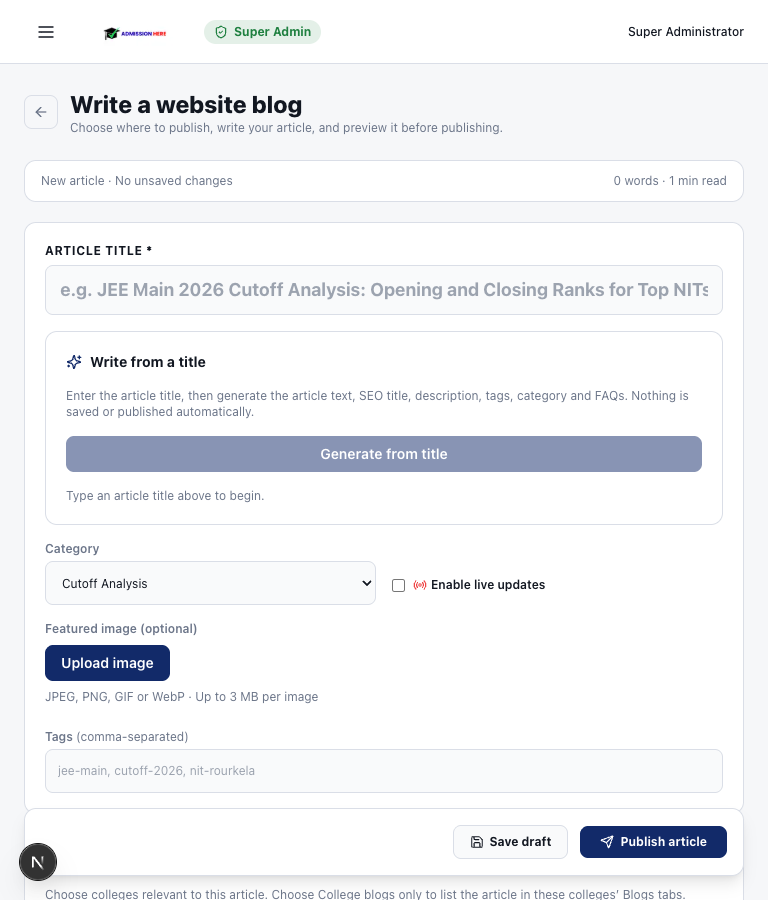 ADMISSION HERE
Super Admin
Super Administrator
Write a website blog
Choose where to publish, write your article, and preview it before publishing.
New article · No unsaved changes
0 words · 1 min read
ARTICLE TITLE *
e.g. JEE Main 2026 Cutoff Analysis: Opening and Closing Ranks for Top NITs
Write from a title
Enter the article title, then generate the article text, SEO title, description, tags, category and FAQs. Nothing is
saved or published automatically.
Generate from title
Type an article title above to begin.
Category
Cutoff Analysis
Enable live updates
Featured image (optional)
Upload image
JPEG, PNG, GIF or WebP · Up to 3 MB per image
Tags (comma-separated)
jee-main, cutoff-2026, nit-rourkela
Save draft
Publish article
N
Choose colleges relevant to this article. Choose College blogs only to list the article in these colleges' Blogs tabs.